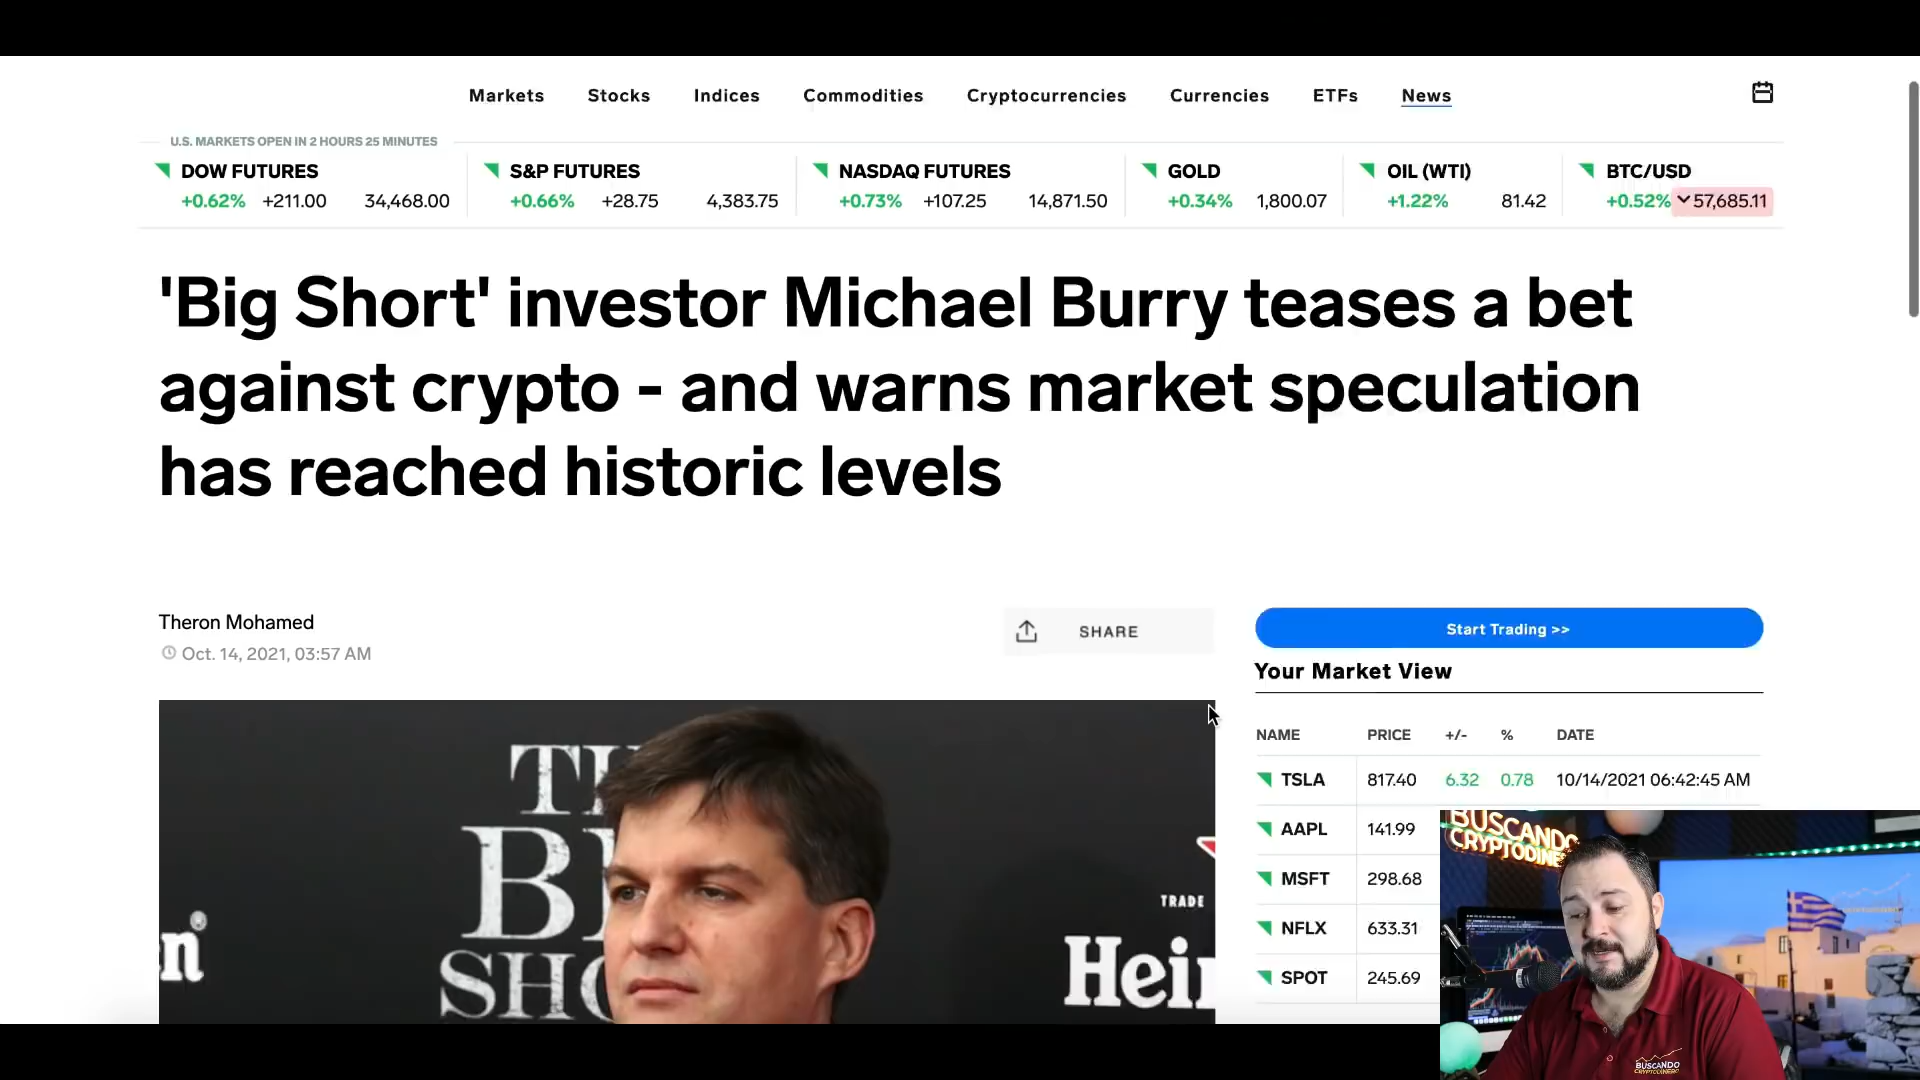 Markets Stocks Indices Commodities Cryptocurrencies Currencies ETFs News
U.S. MARKETS OPEN IN 2 HOURS 25 MINUTES
DOW FUTURES
+0.62% +211.00 34,468.00
S&P FUTURES
+0.66% +28.75 4,383.75
NASDAQ FUTURES
+0.73% +107.25 14,871.50
GOLD
+0.34% 1,800.07
OIL (WTI)
+1.22% 81.42
BTC/USD
+0.52% 57,685.11
'Big Short' investor Michael Burry teases a bet
against crypto - and warns market speculation
has reached historic levels
Theron Mohamed
Oct. 14, 2021, 03:57 AM
SHARE
Start Trading >>
Your Market View
NAME PRICE +/- % DATE
TSLA 817.40 6.32 0.78 10/14/2021 06:42:45 AM
AAPL 141.99
MSFT 298.68
NFLX 633.31
SPOT 245.69
TRADE
Hein
BUSCANDO
CRYPTODINE
BUSCANDO
CRYPTODINERO